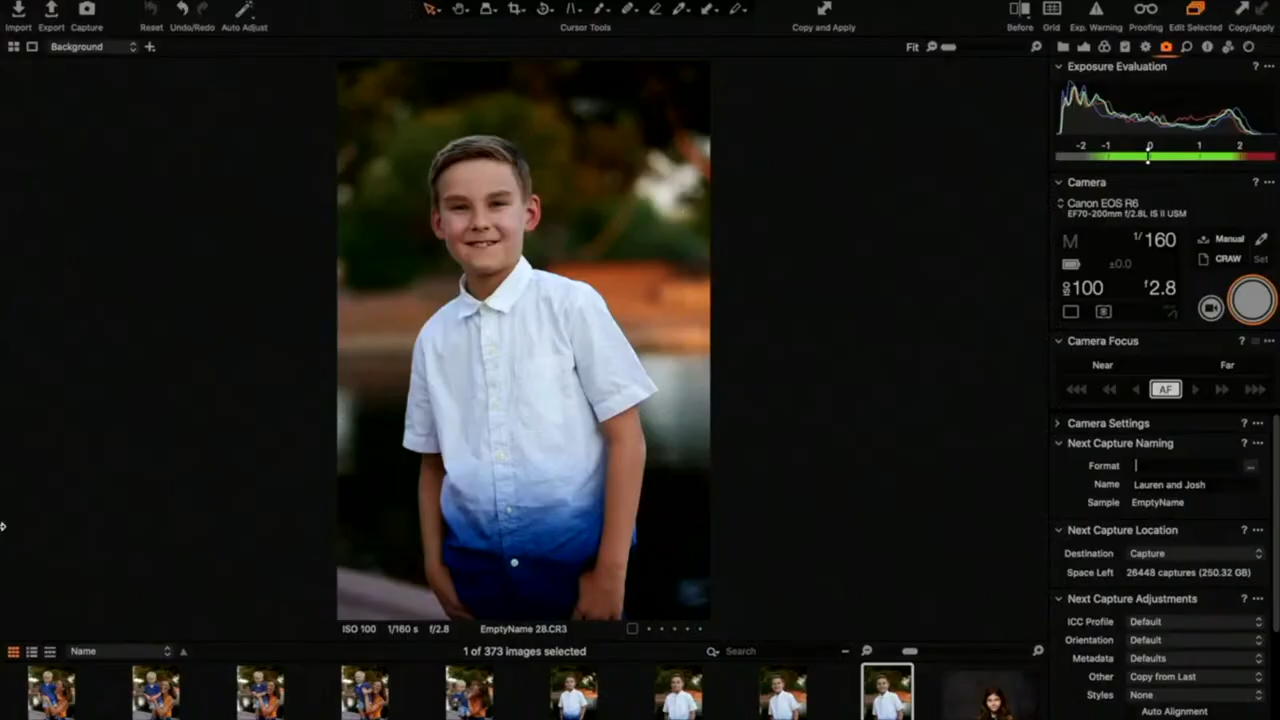 Import Export Capture Reset Undo/Redo Auto Adjust Cursor Tools Copy and Apply Before Grid Exp. Warning Proofing Edit Selected Copy/Apply
Background Fit
Exposure Evaluation ? ...
-2 -1 0 1 2
Camera ? ...
Canon EOS R6
EF70-200mm f/2.8L IS II USM
M 1/160 Manual
±0.0 CRAW Set
ISO 100 f2.8
Camera Focus ? ...
Near Far
AF
Camera Settings ? ...
Next Capture Naming ? ...
Format ...
Name Lauren and Josh
Sample EmptyName
Next Capture Location ? ...
Destination Capture
Space Left 26448 captures (250.32 GB)
Next Capture Adjustments ? ...
ICC Profile Default
Orientation Default
Metadata Defaults
Other Copy from Last
Styles None
Auto Alignment
ISO 100 1/160 s f/2.8 EmptyName 28.CR3
Name 1 of 373 images selected Search